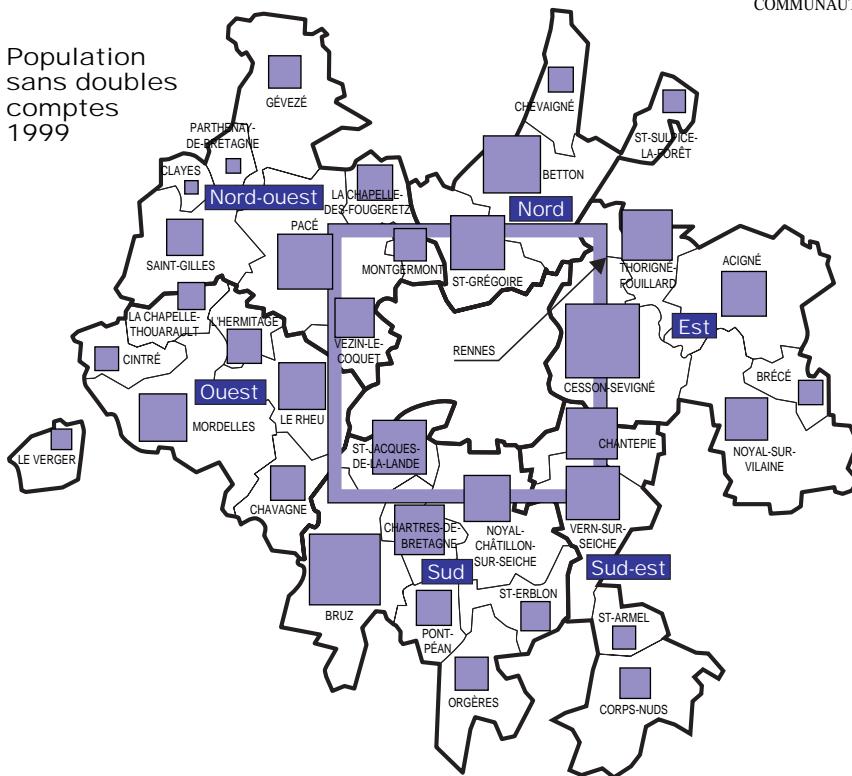 COMMUNAUT
Population
sans doubles
comptes
1999
GÉVEZÉ
CHEVAIGNÉ
ST-SULPICE-
LA-FORÊT
PARTHENAY-
DE-BRETAGNE
BETTON
CLAYES
LA CHAPELLE-
DES-FOUGERETZ
Nord-ouest
Nord
PACÉ
SAINT-GILLES
MONTGERMONT
ST-GRÉGOIRE
THORIGNÉ-
FOUILLARD
ACIGNÉ
LA CHAPELLE-
THOUARAULT
L'HERMITAGE
VEZIN-LE-
COQUET
RENNES
Est
CINTRÉ
CESSON-SEVIGNÉ
BRÉCÉ
Ouest
MORDELLES
LE RHEU
LE VERGER
ST-JACQUES-
DE-LA-LANDE
CHANTEPIE
NOYAL-SUR-
VILAINE
CHAVAGNE
CHARTRES-DE-
BRETAGNE
NOYAL-
CHÂTILLON-
SUR-SEICHE
VERN-SUR-
SEICHE
Sud
Sud-est
BRUZ
ST-ERBLON
PONT-
PÉAN
ST-ARMEL
ORGÈRES
CORPS-NUDS